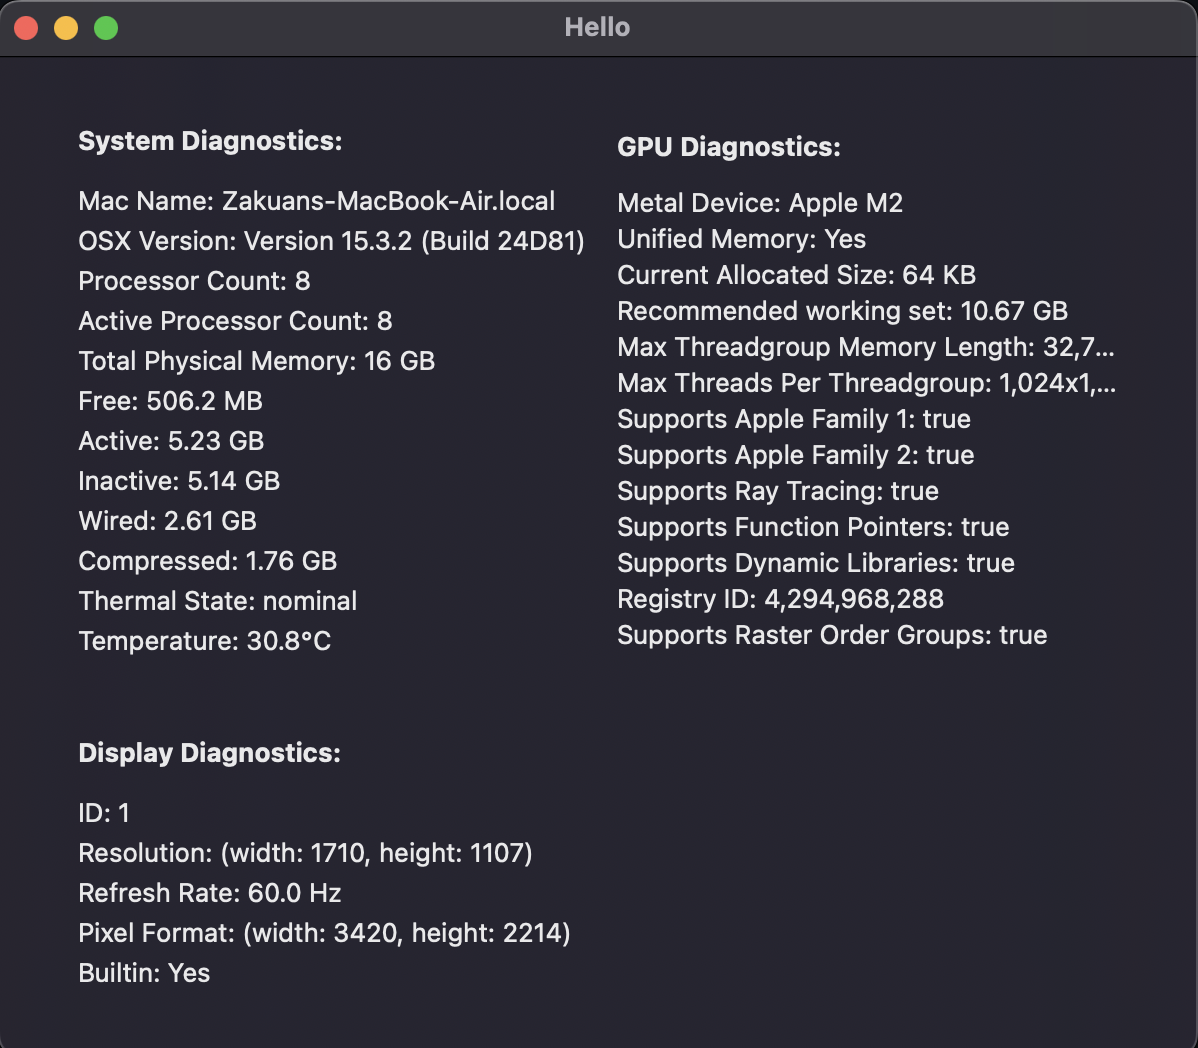 Hello
System Diagnostics:
Mac Name: Zakuans-MacBook-Air.local
OSX Version: Version 15.3.2 (Build 24D81)
Processor Count: 8
Active Processor Count: 8
Total Physical Memory: 16 GB
Free: 506.2 MB
Active: 5.23 GB
Inactive: 5.14 GB
Wired: 2.61 GB
Compressed: 1.76 GB
Thermal State: nominal
Temperature: 30.8°C
GPU Diagnostics:
Metal Device: Apple M2
Unified Memory: Yes
Current Allocated Size: 64 KB
Recommended working set: 10.67 GB
Max Threadgroup Memory Length: 32,7...
Max Threads Per Threadgroup: 1,024x1,...
Supports Apple Family 1: true
Supports Apple Family 2: true
Supports Ray Tracing: true
Supports Function Pointers: true
Supports Dynamic Libraries: true
Registry ID: 4,294,968,288
Supports Raster Order Groups: true
Display Diagnostics:
ID: 1
Resolution: (width: 1710, height: 1107)
Refresh Rate: 60.0 Hz
Pixel Format: (width: 3420, height: 2214)
Builtin: Yes